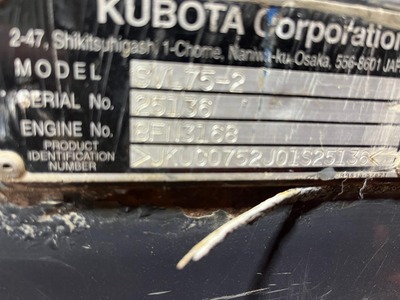 KUBOTA Corporation
2-47, Shikitsuhigashi 1-Chome, Naniwa-ku, Osaka, 556-8601 JAP
MODEL SVL75-2
SERIAL No. 25136
ENGINE No. BFN3168
PRODUCT IDENTIFICATION NUMBER >JKUC0752J01S25136<